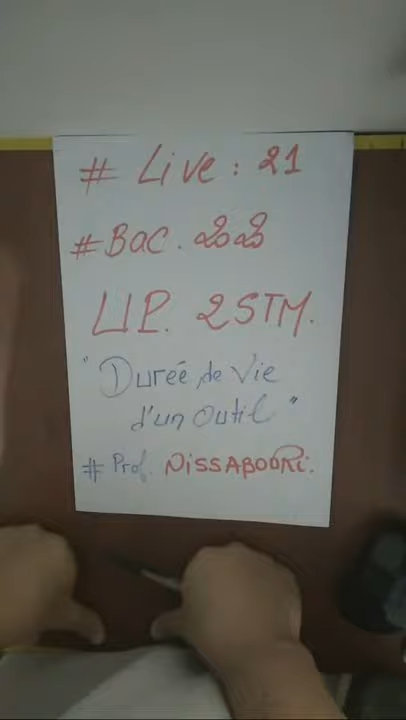 # Live : 21
#Bac. 2023
UP. 2STM.
"Durée de Vie
d'un Outil"
# Prof. NISSABOURI.